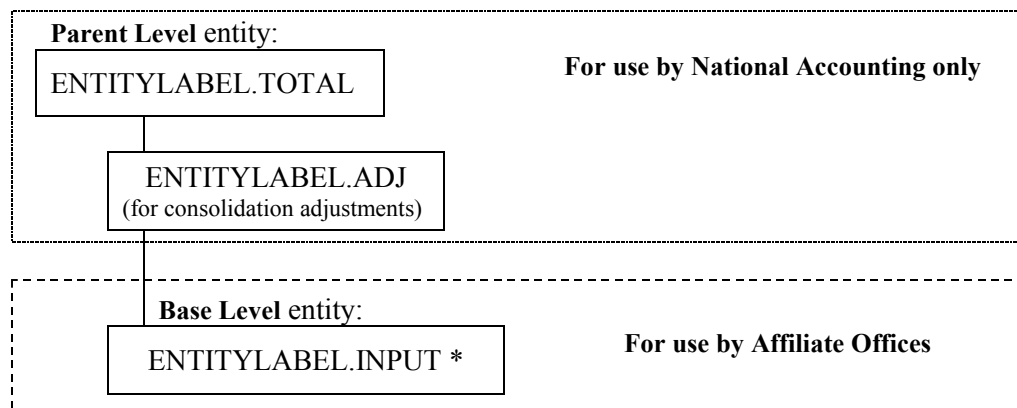 Parent Level entity:
ENTITYLABEL.TOTAL
For use by National Accounting only
ENTITYLABEL.ADJ
(for consolidation adjustments)
Base Level entity:
ENTITYLABEL.INPUT *
For use by Affiliate Offices